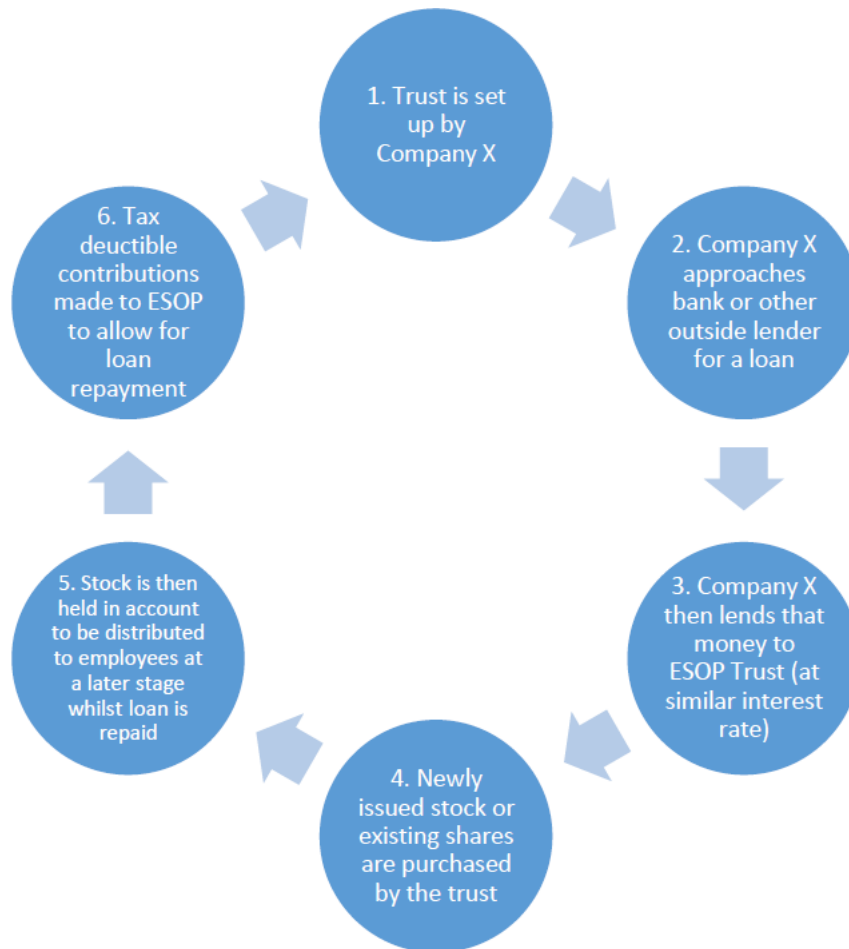 1. Trust is set
up by
Company X
2. Company X
approaches
bank or other
outside lender
for a loan
3. Company X
then lends that
money to
ESOP Trust (at
similar interest
rate)
4. Newly
issued stock or
existing shares
are purchased
by the trust
5. Stock is then
held in account
to be distributed
to employees at
a later stage
whilst loan is
repaid
6. Tax
deuctible
contributions
made to ESOP
to allow for
loan
repayment